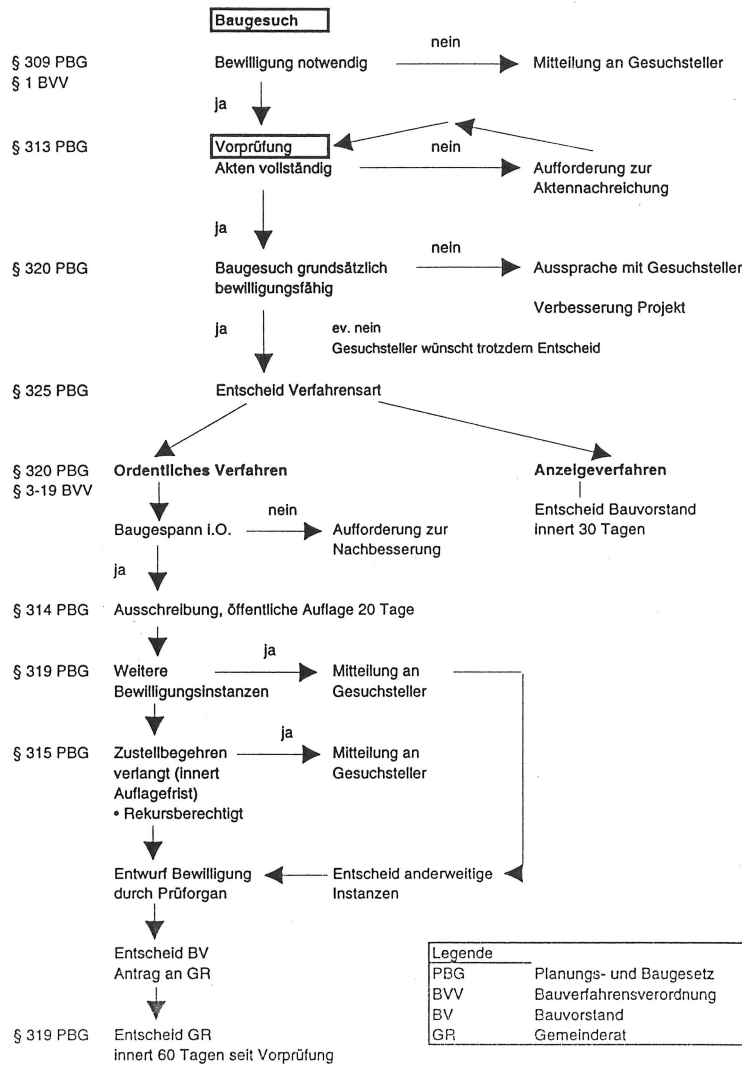 Baugesuch
nein
§ 309 PBG Bewilligung notwendig Mitteilung an Gesuchsteller
§ 1 BVV
ja
§ 313 PBG Vorprüfung nein
Akten vollständig Aufforderung zur
Aktennachreichung
ja
nein
§ 320 PBG Baugesuch grundsätzlich Aussprache mit Gesuchsteller
bewilligungsfähig
Verbesserung Projekt
ja ev. nein
Gesuchsteller wünscht trotzdem Entscheid
§ 325 PBG Entscheid Verfahrensart
§ 320 PBG Ordentliches Verfahren Anzeigeverfahren
§ 3-19 BVV
Entscheid Bauvorstand
innert 30 Tagen
nein
Baugespann i.O. Aufforderung zur
Nachbesserung
ja
§ 314 PBG Ausschreibung, öffentliche Auflage 20 Tage
ja
§ 319 PBG Weitere Mitteilung an
Bewilligungsinstanzen Gesuchsteller
ja
§ 315 PBG Zustellbegehren Mitteilung an
verlangt (innert Gesuchsteller
Auflagefrist)
• Rekursberechtigt
Entwurf Bewilligung Entscheid anderweitige
durch Prüforgan Instanzen
Entscheid BV
Antrag an GR
Legende
PBG Planungs- und Baugesetz
BVV Bauverfahrensverordnung
BV Bauvorstand
GR Gemeinderat
§ 319 PBG Entscheid GR
innert 60 Tagen seit Vorprüfung